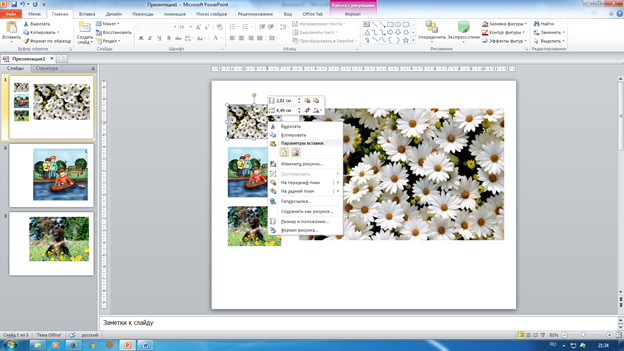 Презентация1 - Microsoft PowerPoint
Работа с рисунками
Файл Меню Главная Вставка Дизайн Переходы Анимация Показ слайдов Рецензирование Вид Office Tab Формат
Вставить
Вырезать
Копировать
Формат по образцу
Буфер обмена
Создать слайд
Макет
Восстановить
Раздел
Слайды
Шрифт
Абзац
Направление текста
Выровнять текст
Преобразовать в SmartArt
Упорядочить
Экспресс-стили
Заливка фигуры
Контур фигуры
Эффекты фигур
Рисование
Найти
Заменить
Выделить
Редактирование
Презентация1
Слайды Структура
1
2
3
2,81 см
4,49 см
Вырезать
Копировать
Параметры вставки:
Изменить рисунок...
Группировать
На передний план
На задний план
Гиперссылка...
Сохранить как рисунок...
Размер и положение...
Формат рисунка...
Заметки к слайду
Слайд 1 из 3 "Тема Office" русский 81%
RU 21:34